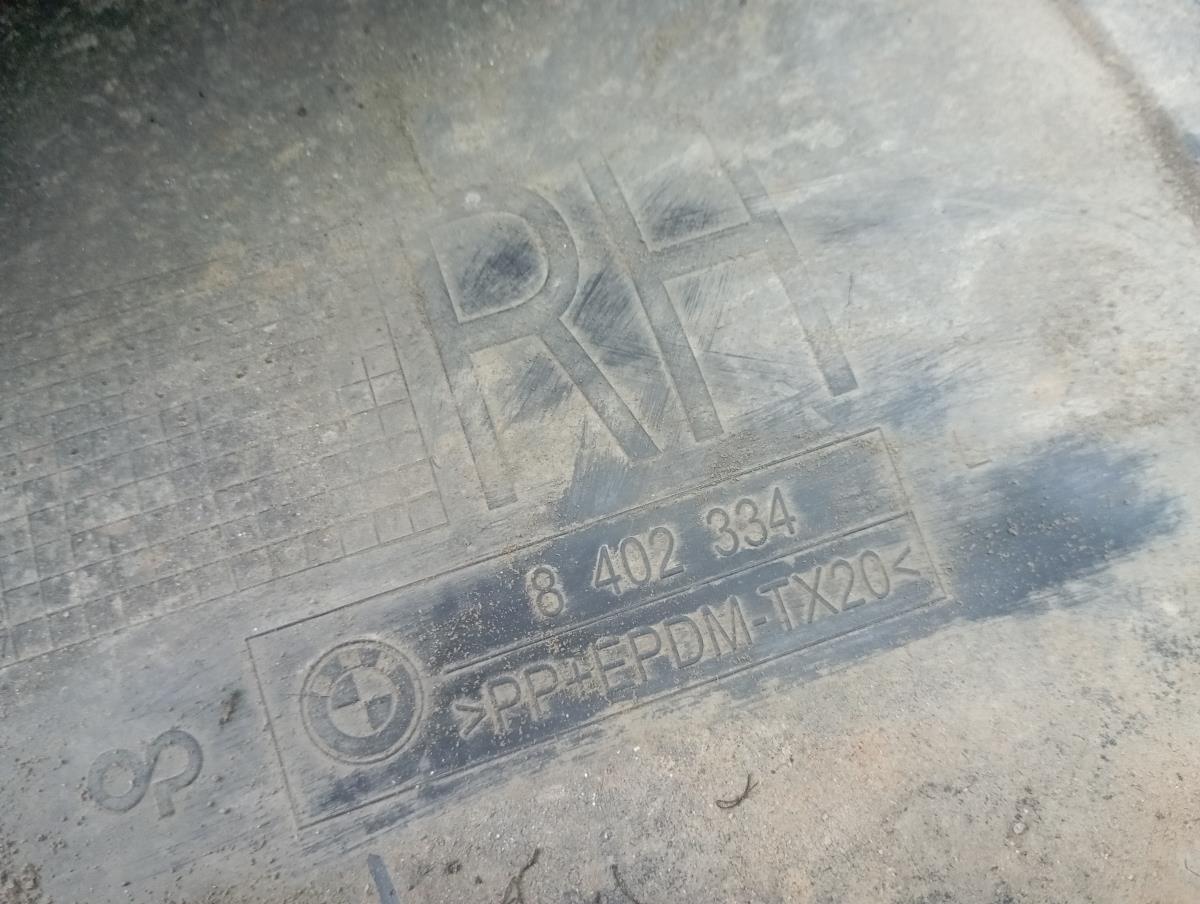 RH
8 402 334
>PP+EPDM-TX20<